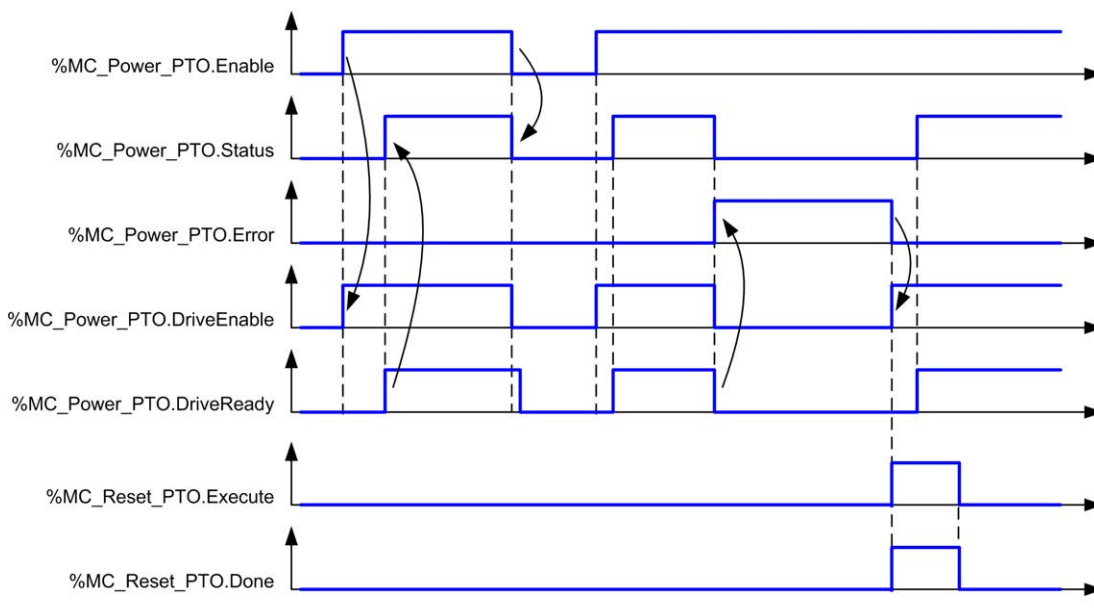 %MC_Power_PTO.Enable
%MC_Power_PTO.Status
%MC_Power_PTO.Error
%MC_Power_PTO.DriveEnable
%MC_Power_PTO.DriveReady
%MC_Reset_PTO.Execute
%MC_Reset_PTO.Done